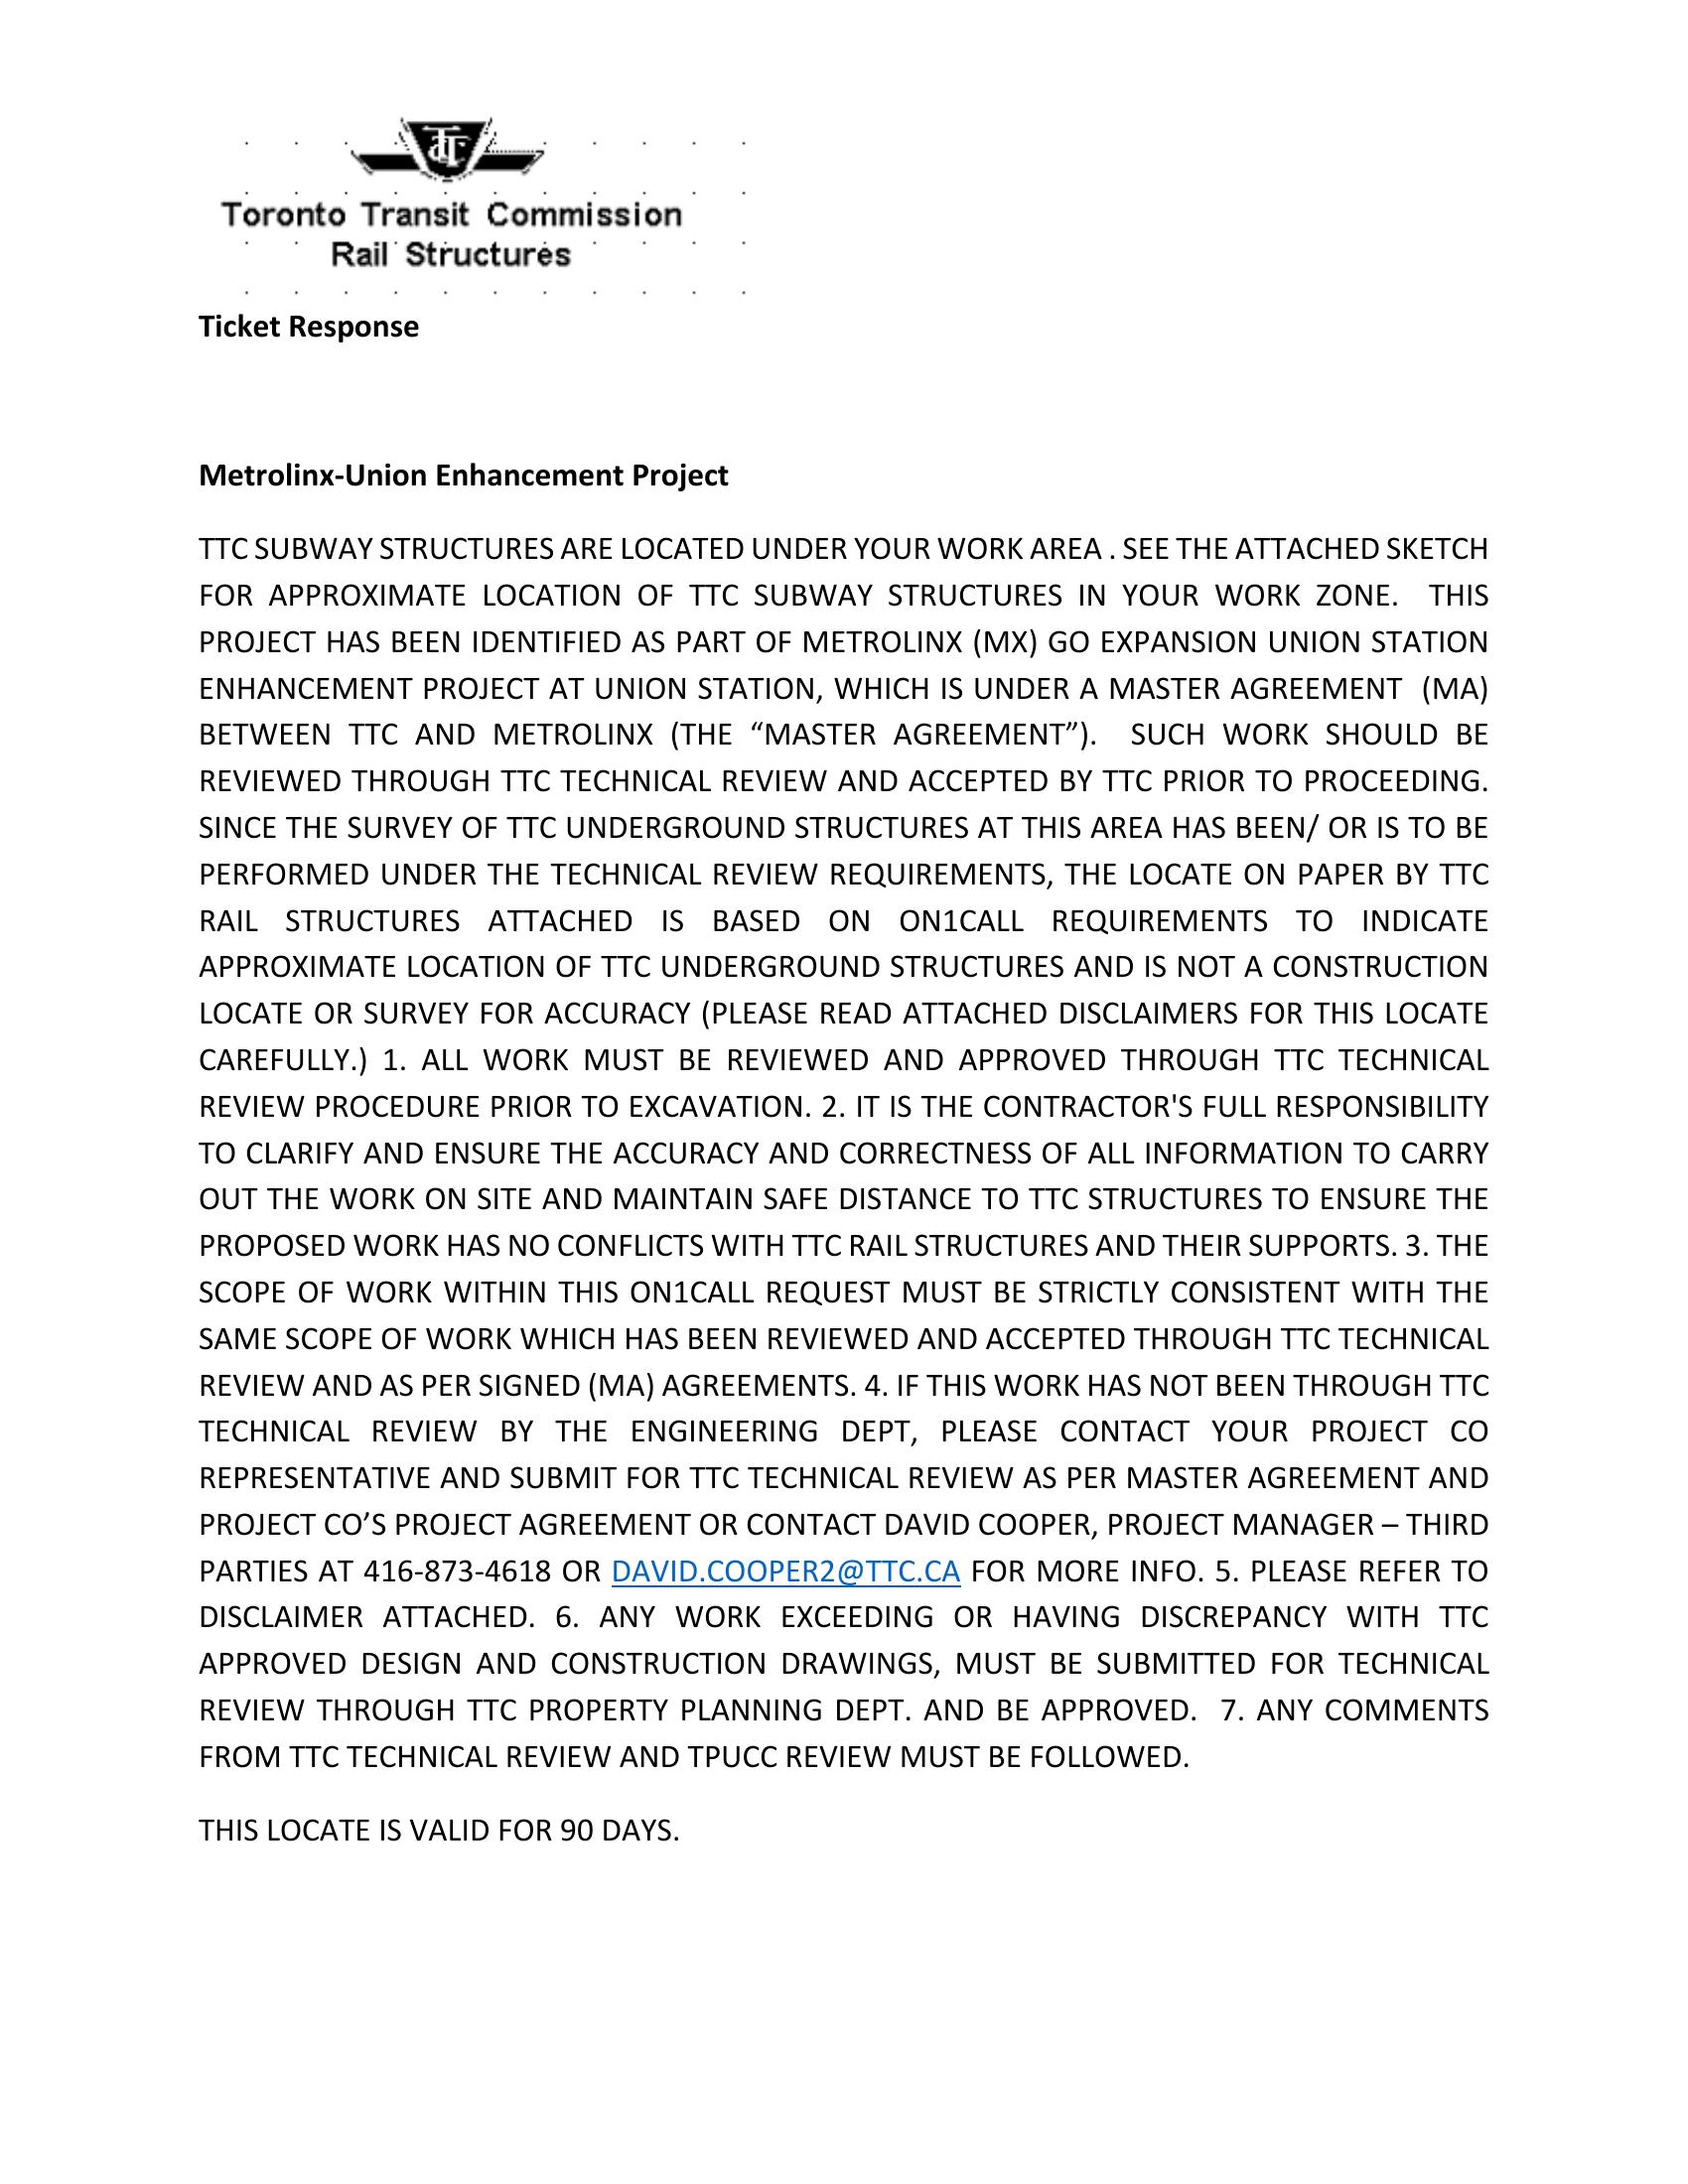 TTC
Toronto Transit Commission
Rail Structures
Ticket Response
Metrolinx-Union Enhancement Project
TTC SUBWAY STRUCTURES ARE LOCATED UNDER YOUR WORK AREA . SEE THE ATTACHED SKETCH
FOR APPROXIMATE LOCATION OF TTC SUBWAY STRUCTURES IN YOUR WORK ZONE. THIS
PROJECT HAS BEEN IDENTIFIED AS PART OF METROLINX (MX) GO EXPANSION UNION STATION
ENHANCEMENT PROJECT AT UNION STATION, WHICH IS UNDER A MASTER AGREEMENT (MA)
BETWEEN TTC AND METROLINX (THE “MASTER AGREEMENT”). SUCH WORK SHOULD BE
REVIEWED THROUGH TTC TECHNICAL REVIEW AND ACCEPTED BY TTC PRIOR TO PROCEEDING.
SINCE THE SURVEY OF TTC UNDERGROUND STRUCTURES AT THIS AREA HAS BEEN/ OR IS TO BE
PERFORMED UNDER THE TECHNICAL REVIEW REQUIREMENTS, THE LOCATE ON PAPER BY TTC
RAIL STRUCTURES ATTACHED IS BASED ON ON1CALL REQUIREMENTS TO INDICATE
APPROXIMATE LOCATION OF TTC UNDERGROUND STRUCTURES AND IS NOT A CONSTRUCTION
LOCATE OR SURVEY FOR ACCURACY (PLEASE READ ATTACHED DISCLAIMERS FOR THIS LOCATE
CAREFULLY.) 1. ALL WORK MUST BE REVIEWED AND APPROVED THROUGH TTC TECHNICAL
REVIEW PROCEDURE PRIOR TO EXCAVATION. 2. IT IS THE CONTRACTOR'S FULL RESPONSIBILITY
TO CLARIFY AND ENSURE THE ACCURACY AND CORRECTNESS OF ALL INFORMATION TO CARRY
OUT THE WORK ON SITE AND MAINTAIN SAFE DISTANCE TO TTC STRUCTURES TO ENSURE THE
PROPOSED WORK HAS NO CONFLICTS WITH TTC RAIL STRUCTURES AND THEIR SUPPORTS. 3. THE
SCOPE OF WORK WITHIN THIS ON1CALL REQUEST MUST BE STRICTLY CONSISTENT WITH THE
SAME SCOPE OF WORK WHICH HAS BEEN REVIEWED AND ACCEPTED THROUGH TTC TECHNICAL
REVIEW AND AS PER SIGNED (MA) AGREEMENTS. 4. IF THIS WORK HAS NOT BEEN THROUGH TTC
TECHNICAL REVIEW BY THE ENGINEERING DEPT, PLEASE CONTACT YOUR PROJECT CO
REPRESENTATIVE AND SUBMIT FOR TTC TECHNICAL REVIEW AS PER MASTER AGREEMENT AND
PROJECT CO’S PROJECT AGREEMENT OR CONTACT DAVID COOPER, PROJECT MANAGER – THIRD
PARTIES AT 416-873-4618 OR DAVID.COOPER2@TTC.CA FOR MORE INFO. 5. PLEASE REFER TO
DISCLAIMER ATTACHED. 6. ANY WORK EXCEEDING OR HAVING DISCREPANCY WITH TTC
APPROVED DESIGN AND CONSTRUCTION DRAWINGS, MUST BE SUBMITTED FOR TECHNICAL
REVIEW THROUGH TTC PROPERTY PLANNING DEPT. AND BE APPROVED. 7. ANY COMMENTS
FROM TTC TECHNICAL REVIEW AND TPUCC REVIEW MUST BE FOLLOWED.
THIS LOCATE IS VALID FOR 90 DAYS.